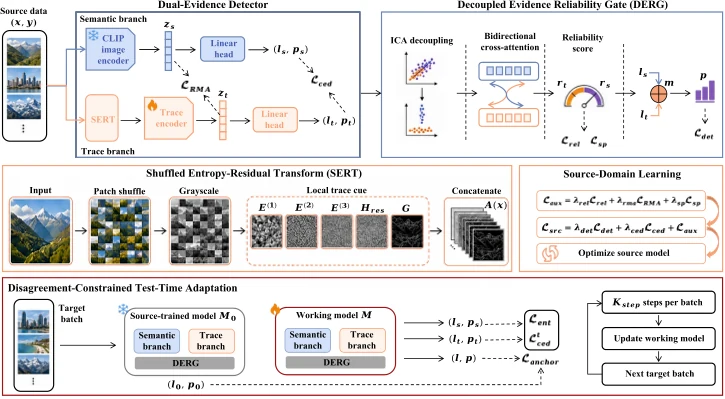 Source data
(x, y)
Dual-Evidence Detector
Semantic branch
CLIP
image
encoder
z_s
Linear
head
(l_s, p_s)
L_RMA
L_ced
SERT
Trace
encoder
z_t
Linear
head
(l_t, p_t)
Trace branch
Decoupled Evidence Reliability Gate (DERG)
ICA decoupling
Bidirectional
cross-attention
Reliability
score
r_t
r_s
L_rel
L_sp
l_s
m
l_t
p
L_det
Shuffled Entropy-Residual Transform (SERT)
Input
Patch shuffle
Grayscale
Local trace cue
E^(1)
E^(2)
E^(3)
H_res
G
Concatenate
A(x)
Source-Domain Learning
L_aux = λ_rel L_rel + λ_rma L_RMA + λ_sp L_sp
L_src = λ_det L_det + λ_ced L_ced + L_aux
Optimize source model
Disagreement-Constrained Test-Time Adaptation
Target
batch
Source-trained model M_0
Semantic
branch
Trace
branch
DERG
(l_0, p_0)
Working model M
Semantic
branch
Trace
branch
DERG
(l_s, p_s)
(l_t, p_t)
(l, p)
L_ent
L^t_ced
L_anchor
K_step steps per batch
Update working model
Next target batch